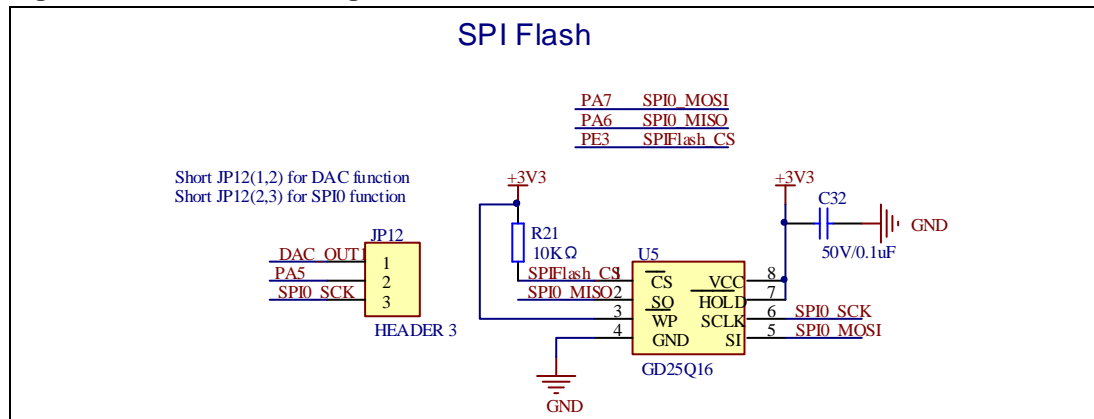 SPI Flash
PA7 SPI0_MOSI
PA6 SPI0_MISO
PE3 SPIFlash_CS
Short JP12(1,2) for DAC function
Short JP12(2,3) for SPI0 function
+3V3
+3V3
C32
GND
50V/0.1uF
R21
10KΩ
JP12
DAC_OUT1 1
PA5 2
SPI0_SCK 3
HEADER 3
U5
SPIFlash_CS 1 CS VCC 8
SPI0_MISO 2 SO HOLD 7
3 WP SCLK 6 SPI0_SCK
4 GND SI 5 SPI0_MOSI
GD25Q16
GND